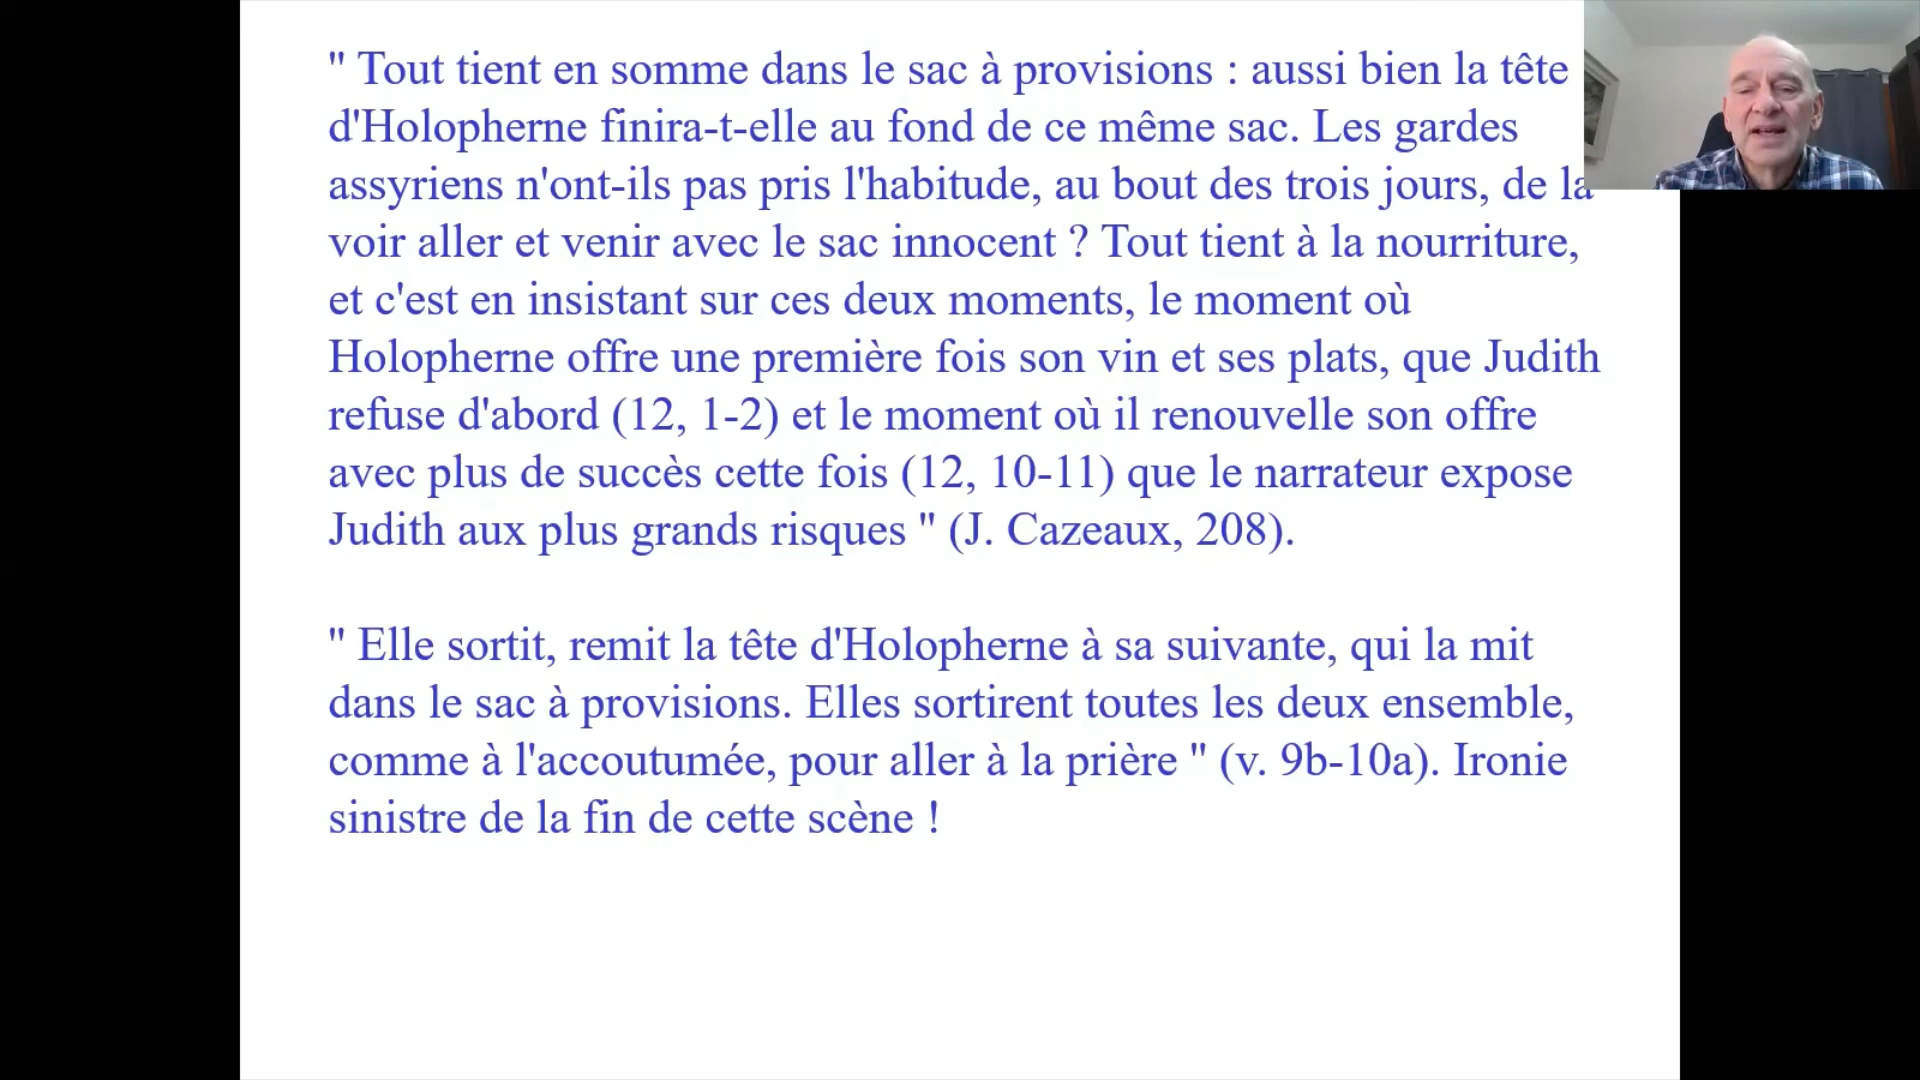 " Tout tient en somme dans le sac à provisions : aussi bien la tête
d'Holopherne finira-t-elle au fond de ce même sac. Les gardes
assyriens n'ont-ils pas pris l'habitude, au bout des trois jours, de la
voir aller et venir avec le sac innocent ? Tout tient à la nourriture,
et c'est en insistant sur ces deux moments, le moment où
Holopherne offre une première fois son vin et ses plats, que Judith
refuse d'abord (12, 1-2) et le moment où il renouvelle son offre
avec plus de succès cette fois (12, 10-11) que le narrateur expose
Judith aux plus grands risques " (J. Cazeaux, 208).
" Elle sortit, remit la tête d'Holopherne à sa suivante, qui la mit
dans le sac à provisions. Elles sortirent toutes les deux ensemble,
comme à l'accoutumée, pour aller à la prière " (v. 9b-10a). Ironie
sinistre de la fin de cette scène !